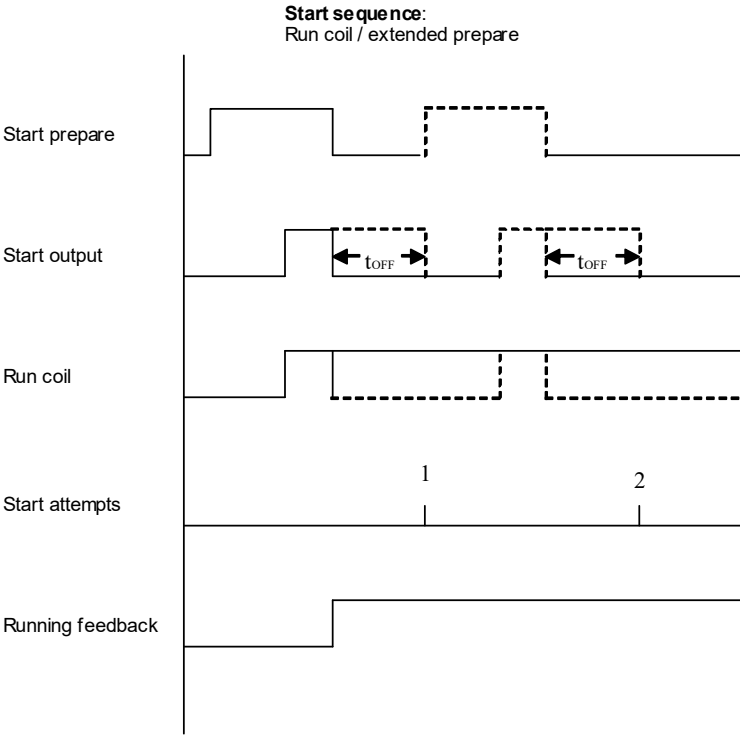 Start sequence:
Run coil / extended prepare
Start prepare
Start output
tOFF
tOFF
Run coil
Start attempts
1
2
Running feedback